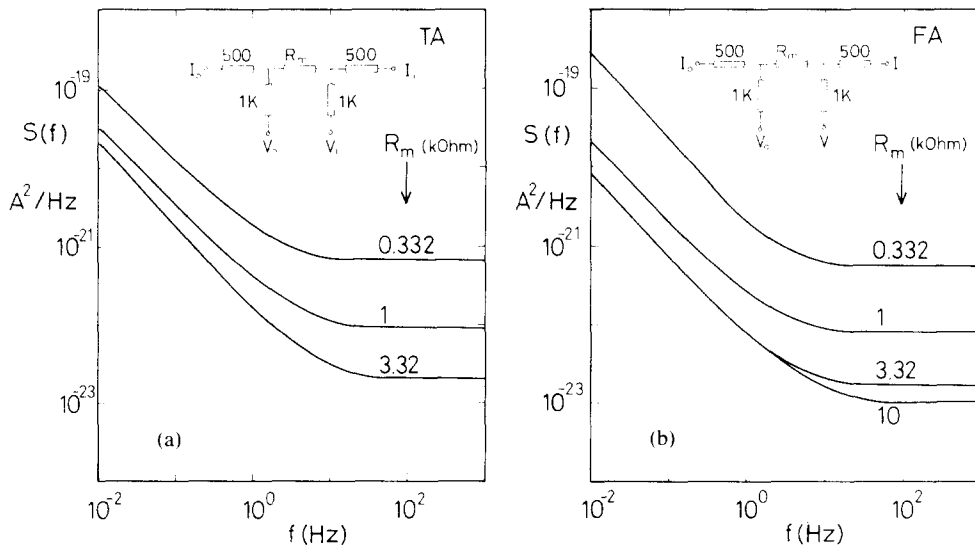 TA
500 R_m 500
I_o I_1
1K 1K
10^-19
S(f)
V_o V_1
R_m (kOhm)
A^2/Hz
10^-21
0.332
1
3.32
10^-23
(a)
10^-2 10^0 10^2
f (Hz)
FA
500 R_m 500
I_o I
1K 1K
10^-19
S(f)
V_o V
R_m (kOhm)
A^2/Hz
10^-21
0.332
1
3.32
10
10^-23
(b)
10^-2 10^0 10^2
f (Hz)